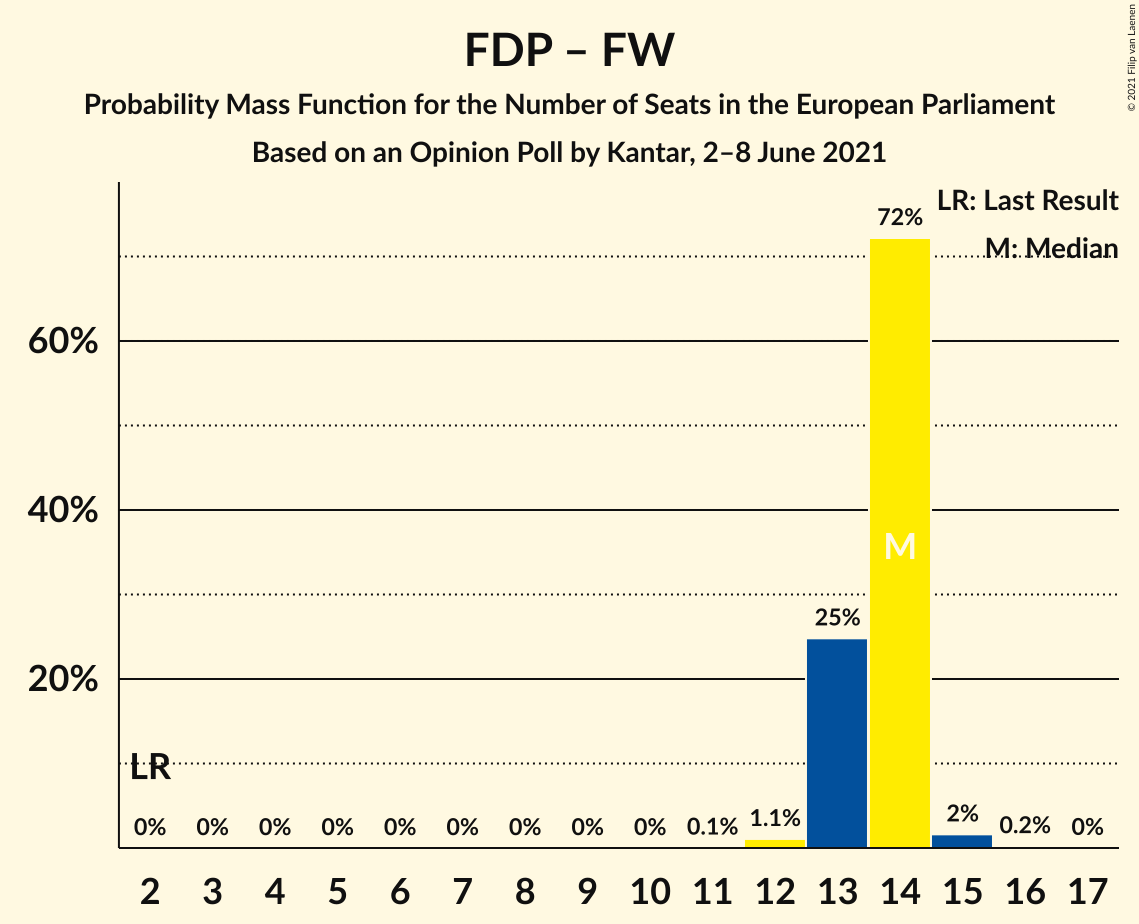 FDP – FW
Probability Mass Function for the Number of Seats in the European Parliament
Based on an Opinion Poll by Kantar, 2–8 June 2021
© 2021 Filip van Laenen
LR: Last Result
M: Median
72%
60%
40%
M
25%
20%
LR
0% 0% 0% 0% 0% 0% 0% 0% 0% 0.1% 1.1% 2% 0.2% 0%
2 3 4 5 6 7 8 9 10 11 12 13 14 15 16 17